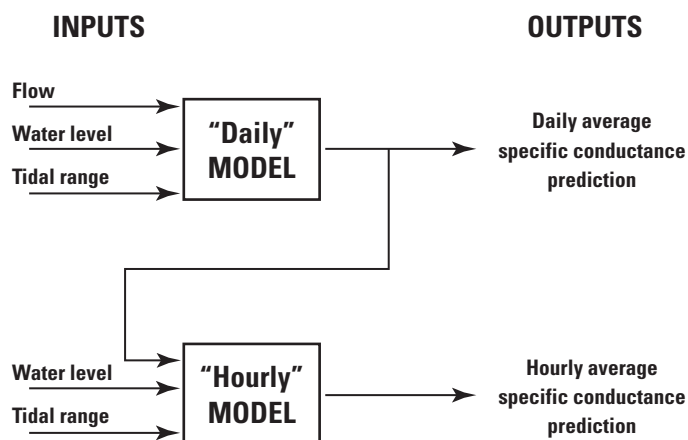 INPUTS
OUTPUTS
Flow
Water level
Tidal range
“Daily”
MODEL
Daily average
specific conductance
prediction
Water level
Tidal range
“Hourly”
MODEL
Hourly average
specific conductance
prediction